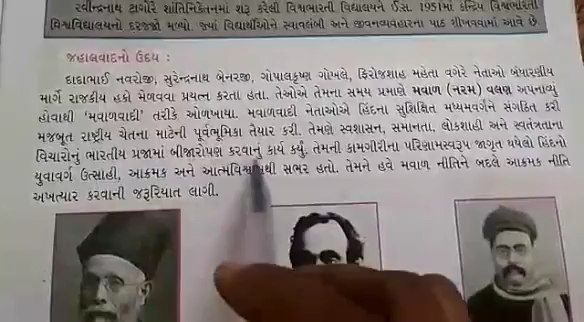 રવીન્દ્રનાથ ટાગોરે શાંતિનિકેતનમાં શરૂ કરેલી વિશ્વભારતી વિદ્યાલયને ઈ.સ. 1951માં કેન્દ્રિય વિશ્વભારતી
વિશ્વવિદ્યાલયનો દરજ્જો મળ્યો. જ્યાં વિદ્યાર્થીઓને સ્વાવલંબી અને જીવનવ્યવહારના પાઠ શીખવવામાં આવે છે.
જહાલવાદનો ઉદય :
દાદાભાઈ નવરોજી, સુરેન્દ્રનાથ બેનરજી, ગોપાલકૃષ્ણ ગોખલે, ફિરોજશાહ મહેતા વગેરે નેતાઓ બંધારણીય
માર્ગે રાજકીય હકો મેળવવા પ્રયત્ન કરતા હતા. તેઓએ તેમના સમય પ્રમાણે મવાળ (નરમ) વલણ અપનાવ્યું
હોવાથી ‘મવાળવાદી’ તરીકે ઓળખાયા. મવાળવાદી નેતાઓએ હિંદના સુશિક્ષિત મધ્યમવર્ગને સંગઠિત કરી
મજબૂત રાષ્ટ્રીય ચેતના માટેની પૂર્વભૂમિકા તૈયાર કરી. તેમણે સ્વશાસન, સમાનતા, લોકશાહી અને સ્વતંત્રતાના
વિચારોનું ભારતીય પ્રજામાં બીજારોપણ કરવાનું કાર્ય કર્યું, તેમની કામગીરીના પરિણામસ્વરૂપ જાગૃત થયેલો હિંદનો
યુવાવર્ગ ઉત્સાહી, આક્રમક અને આત્મવિશ્વાસથી સભર હતો. તેમને હવે મવાળ નીતિને બદલે આક્રમક નીતિ
અખત્યાર કરવાની જરૂરિયાત લાગી.